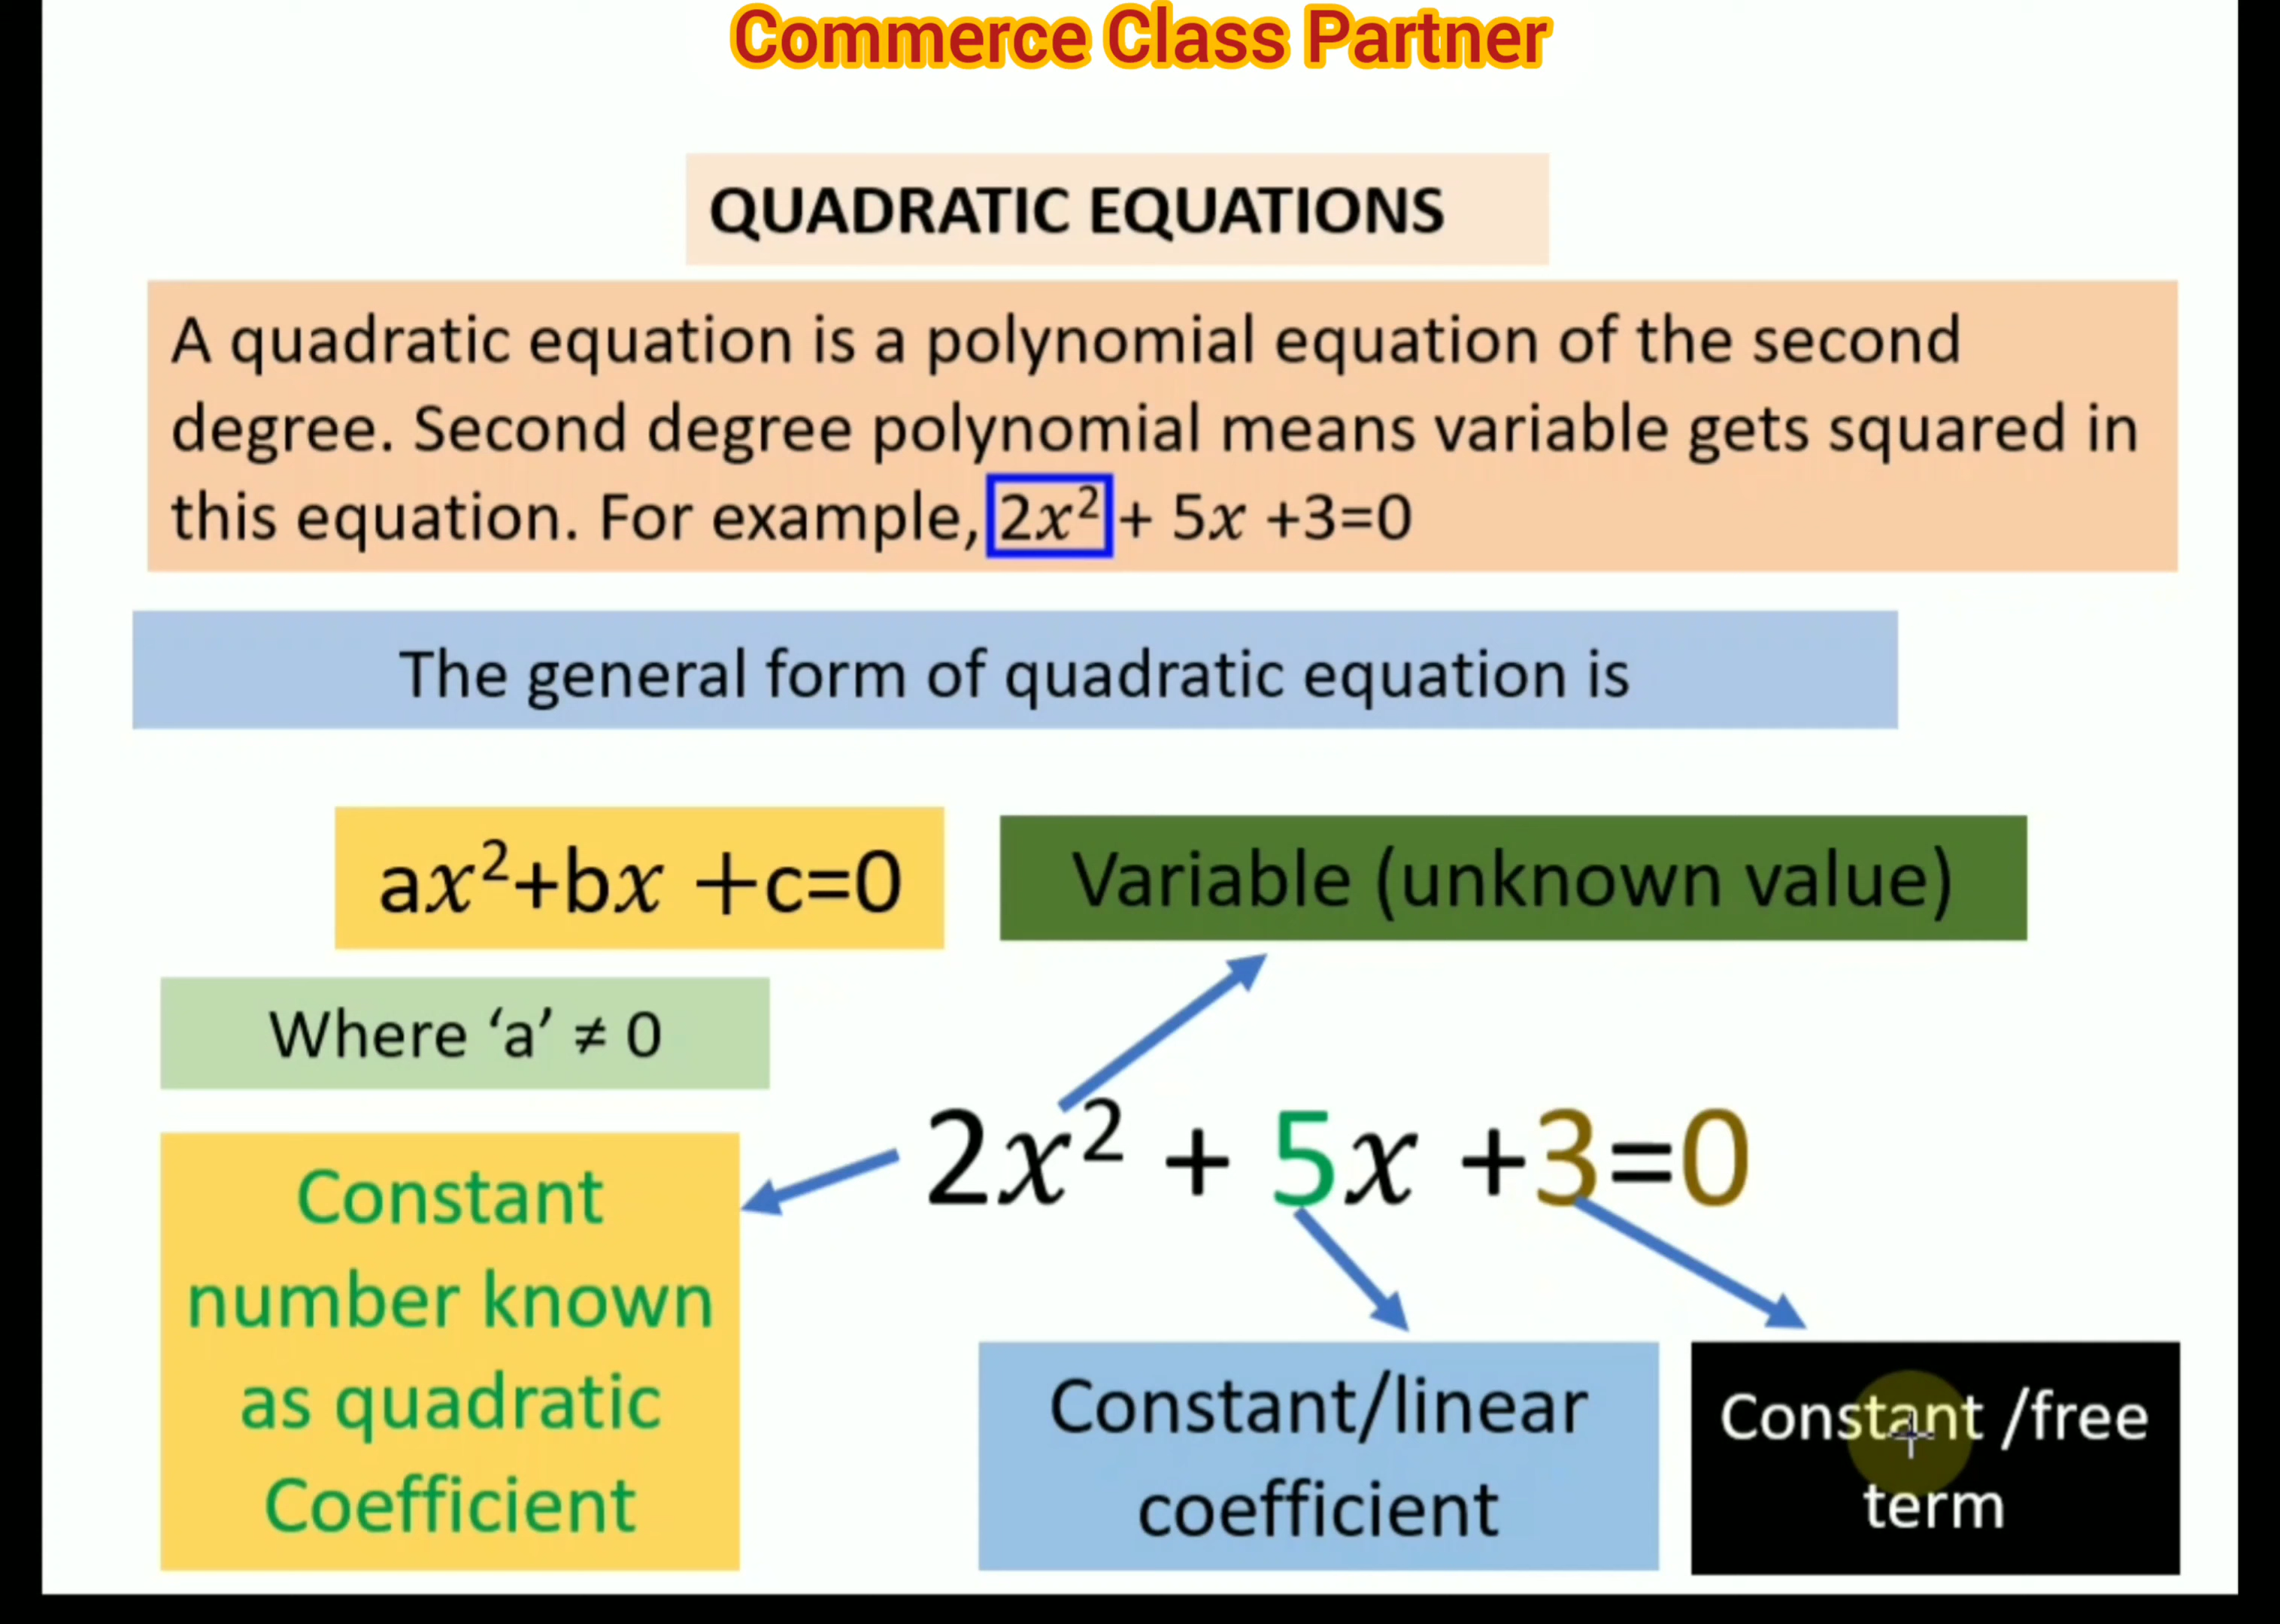 Commerce Class Partner
QUADRATIC EQUATIONS
A quadratic equation is a polynomial equation of the second
degree. Second degree polynomial means variable gets squared in
this equation. For example, 2x² + 5x +3=0
The general form of quadratic equation is
ax²+bx +c=0
Variable (unknown value)
Where ‘a’ ≠ 0
2x² + 5x +3=0
Constant
number known
as quadratic
Coefficient
Constant/linear
coefficient
Constant /free
term